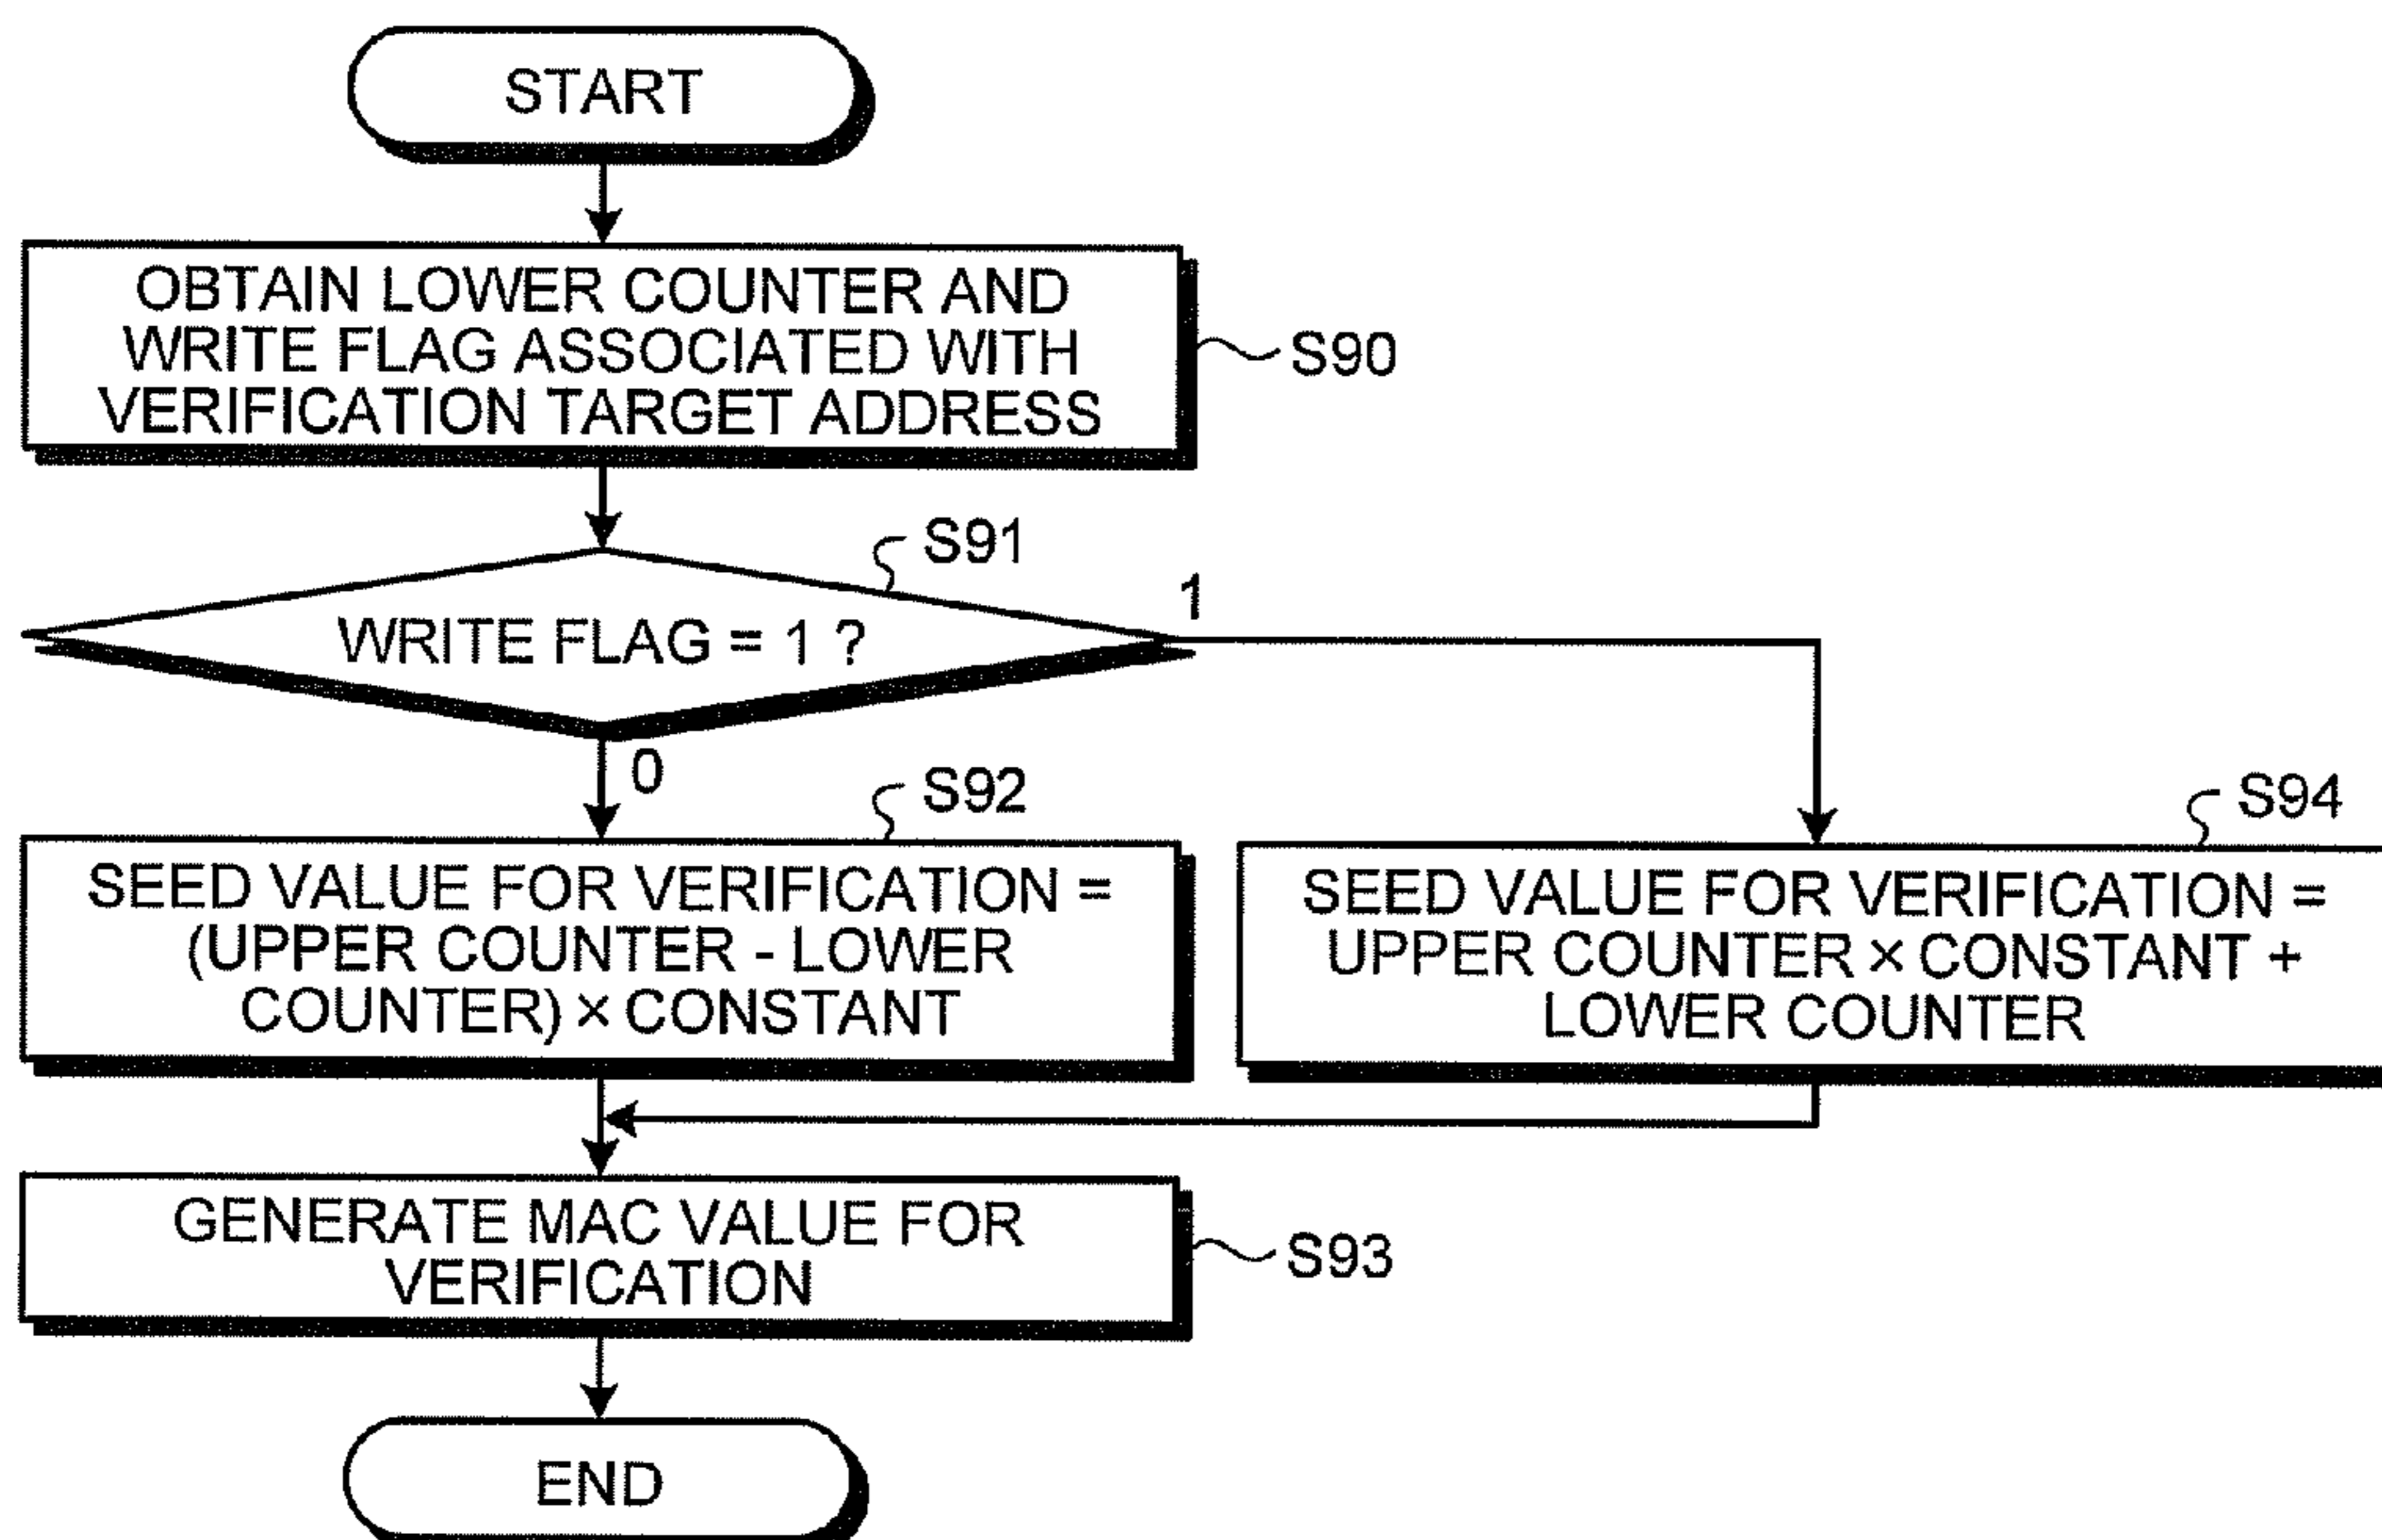 START
OBTAIN LOWER COUNTER AND
WRITE FLAG ASSOCIATED WITH
VERIFICATION TARGET ADDRESS
S90
S91
WRITE FLAG = 1 ?
1
0
S92
SEED VALUE FOR VERIFICATION =
(UPPER COUNTER - LOWER
COUNTER) × CONSTANT
S94
SEED VALUE FOR VERIFICATION =
UPPER COUNTER × CONSTANT +
LOWER COUNTER
GENERATE MAC VALUE FOR
VERIFICATION
S93
END